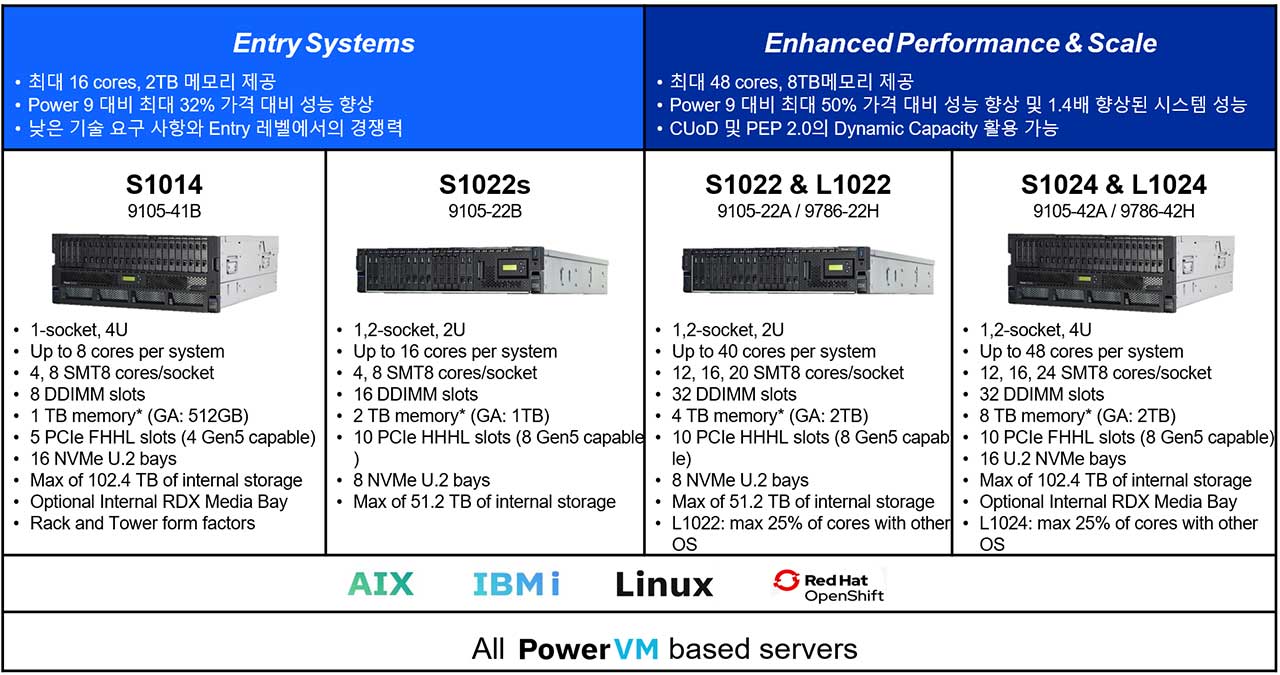 Entry Systems
• 최대 16 cores, 2TB 메모리 제공
• Power 9 대비 최대 32% 가격 대비 성능 향상
• 낮은 기술 요구 사항와 Entry 레벨에서의 경쟁력
Enhanced Performance & Scale
• 최대 48 cores, 8TB메모리 제공
• Power 9 대비 최대 50% 가격 대비 성능 향상 및 1.4배 향상된 시스템 성능
• CUoD 및 PEP 2.0의 Dynamic Capacity 활용 가능
S1014
9105-41B
• 1-socket, 4U
• Up to 8 cores per system
• 4, 8 SMT8 cores/socket
• 8 DDIMM slots
• 1 TB memory* (GA: 512GB)
• 5 PCIe FHHL slots (4 Gen5 capable)
• 16 NVMe U.2 bays
• Max of 102.4 TB of internal storage
• Optional Internal RDX Media Bay
• Rack and Tower form factors
S1022s
9105-22B
• 1,2-socket, 2U
• Up to 16 cores per system
• 4, 8 SMT8 cores/socket
• 16 DDIMM slots
• 2 TB memory* (GA: 1TB)
• 10 PCIe HHHL slots (8 Gen5 capable
)
• 8 NVMe U.2 bays
• Max of 51.2 TB of internal storage
S1022 & L1022
9105-22A / 9786-22H
• 1,2-socket, 2U
• Up to 40 cores per system
• 12, 16, 20 SMT8 cores/socket
• 32 DDIMM slots
• 4 TB memory* (GA: 2TB)
• 10 PCIe HHHL slots (8 Gen5 capab
le)
• 8 NVMe U.2 bays
• Max of 51.2 TB of internal storage
• L1022: max 25% of cores with other
OS
S1024 & L1024
9105-42A / 9786-42H
• 1,2-socket, 4U
• Up to 48 cores per system
• 12, 16, 24 SMT8 cores/socket
• 32 DDIMM slots
• 8 TB memory* (GA: 2TB)
• 10 PCIe FHHL slots (8 Gen5 capable)
• 16 U.2 NVMe bays
• Max of 102.4 TB of internal storage
• Optional Internal RDX Media Bay
• L1024: max 25% of cores with other
OS
AIX
IBM i
Linux
Red Hat
OpenShift
All PowerVM based servers